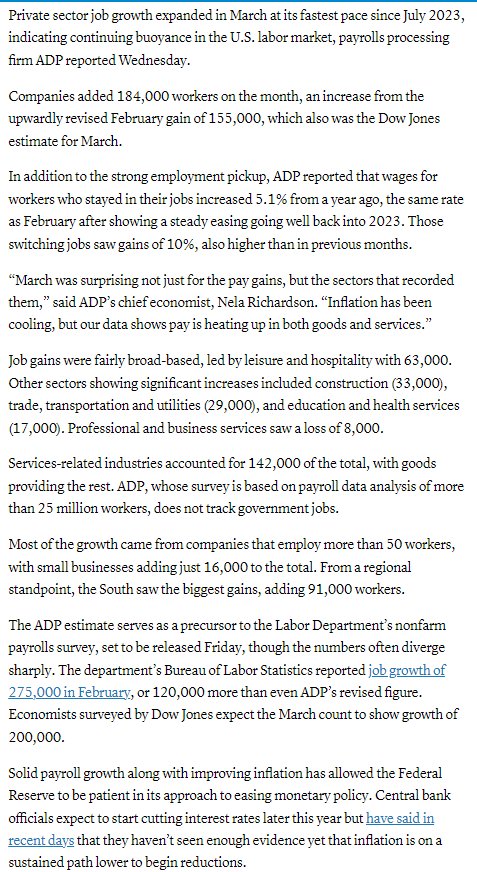 Private sector job growth expanded in March at its fastest pace since July 2023,
indicating continuing buoyance in the U.S. labor market, payrolls processing
firm ADP reported Wednesday.
Companies added 184,000 workers on the month, an increase from the
upwardly revised February gain of 155,000, which also was the Dow Jones
estimate for March.
In addition to the strong employment pickup, ADP reported that wages for
workers who stayed in their jobs increased 5.1% from a year ago, the same rate
as February after showing a steady easing going well back into 2023. Those
switching jobs saw gains of 10%, also higher than in previous months.
“March was surprising not just for the pay gains, but the sectors that recorded
them,” said ADP’s chief economist, Nela Richardson. “Inflation has been
cooling, but our data shows pay is heating up in both goods and services.”
Job gains were fairly broad-based, led by leisure and hospitality with 63,000.
Other sectors showing significant increases included construction (33,000),
trade, transportation and utilities (29,000), and education and health services
(17,000). Professional and business services saw a loss of 8,000.
Services-related industries accounted for 142,000 of the total, with goods
providing the rest. ADP, whose survey is based on payroll data analysis of more
than 25 million workers, does not track government jobs.
Most of the growth came from companies that employ more than 50 workers,
with small businesses adding just 16,000 to the total. From a regional
standpoint, the South saw the biggest gains, adding 91,000 workers.
The ADP estimate serves as a precursor to the Labor Department’s nonfarm
payrolls survey, set to be released Friday, though the numbers often diverge
sharply. The department’s Bureau of Labor Statistics reported job growth of
275,000 in February, or 120,000 more than even ADP’s revised figure.
Economists surveyed by Dow Jones expect the March count to show growth of
200,000.
Solid payroll growth along with improving inflation has allowed the Federal
Reserve to be patient in its approach to easing monetary policy. Central bank
officials expect to start cutting interest rates later this year but have said in
recent days that they haven’t seen enough evidence yet that inflation is on a
sustained path lower to begin reductions.